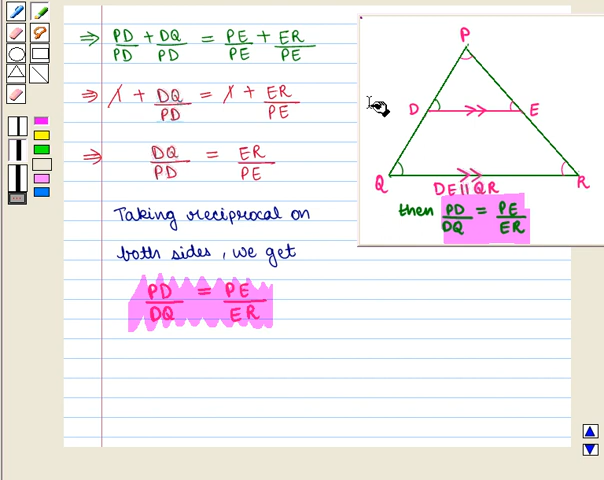 ⇒ PD/PD + DQ/PD = PE/PE + ER/PE
⇒ 1 + DQ/PD = 1 + ER/PE
⇒ DQ/PD = ER/PE
Taking reciprocal on
both sides, we get
PD/DQ = PE/ER
P
D E
Q R
DE || QR
then PD/DQ = PE/ER